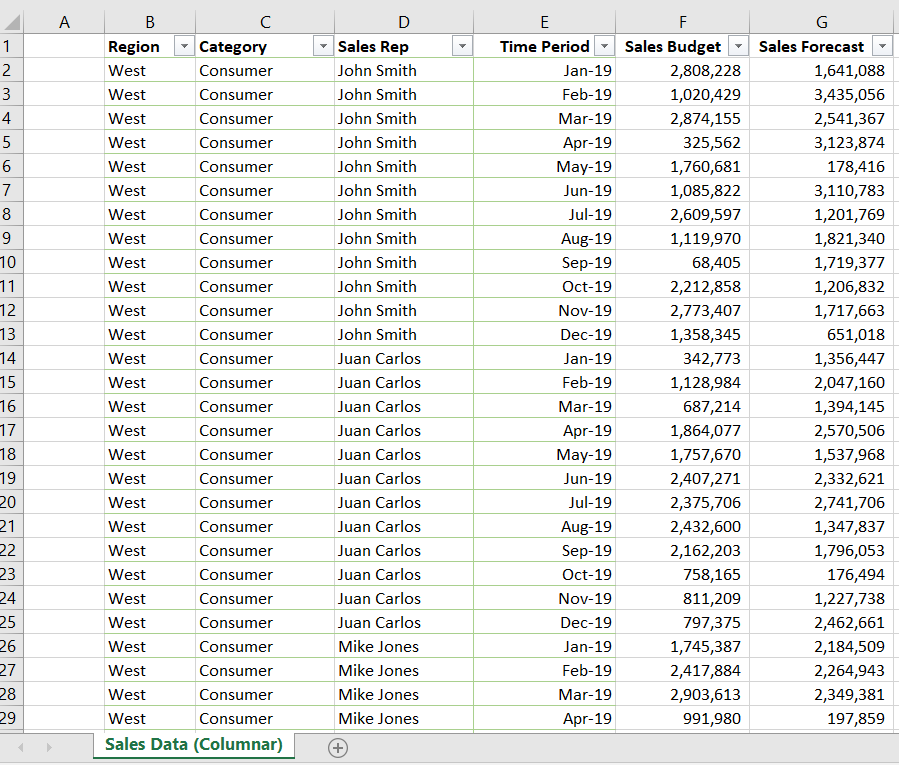 A B C D E F G
1 Region Category Sales Rep Time Period Sales Budget Sales Forecast
2 West Consumer John Smith Jan-19 2,808,228 1,641,088
3 West Consumer John Smith Feb-19 1,020,429 3,435,056
4 West Consumer John Smith Mar-19 2,874,155 2,541,367
5 West Consumer John Smith Apr-19 325,562 3,123,874
6 West Consumer John Smith May-19 1,760,681 178,416
7 West Consumer John Smith Jun-19 1,085,822 3,110,783
8 West Consumer John Smith Jul-19 2,609,597 1,201,769
9 West Consumer John Smith Aug-19 1,119,970 1,821,340
10 West Consumer John Smith Sep-19 68,405 1,719,377
11 West Consumer John Smith Oct-19 2,212,858 1,206,832
12 West Consumer John Smith Nov-19 2,773,407 1,717,663
13 West Consumer John Smith Dec-19 1,358,345 651,018
14 West Consumer Juan Carlos Jan-19 342,773 1,356,447
15 West Consumer Juan Carlos Feb-19 1,128,984 2,047,160
16 West Consumer Juan Carlos Mar-19 687,214 1,394,145
17 West Consumer Juan Carlos Apr-19 1,864,077 2,570,506
18 West Consumer Juan Carlos May-19 1,757,670 1,537,968
19 West Consumer Juan Carlos Jun-19 2,407,271 2,332,621
20 West Consumer Juan Carlos Jul-19 2,375,706 2,741,706
21 West Consumer Juan Carlos Aug-19 2,432,600 1,347,837
22 West Consumer Juan Carlos Sep-19 2,162,203 1,796,053
23 West Consumer Juan Carlos Oct-19 758,165 176,494
24 West Consumer Juan Carlos Nov-19 811,209 1,227,738
25 West Consumer Juan Carlos Dec-19 797,375 2,462,661
26 West Consumer Mike Jones Jan-19 1,745,387 2,184,509
27 West Consumer Mike Jones Feb-19 2,417,884 2,264,943
28 West Consumer Mike Jones Mar-19 2,903,613 2,349,381
29 West Consumer Mike Jones Apr-19 991,980 197,859
Sales Data (Columnar)